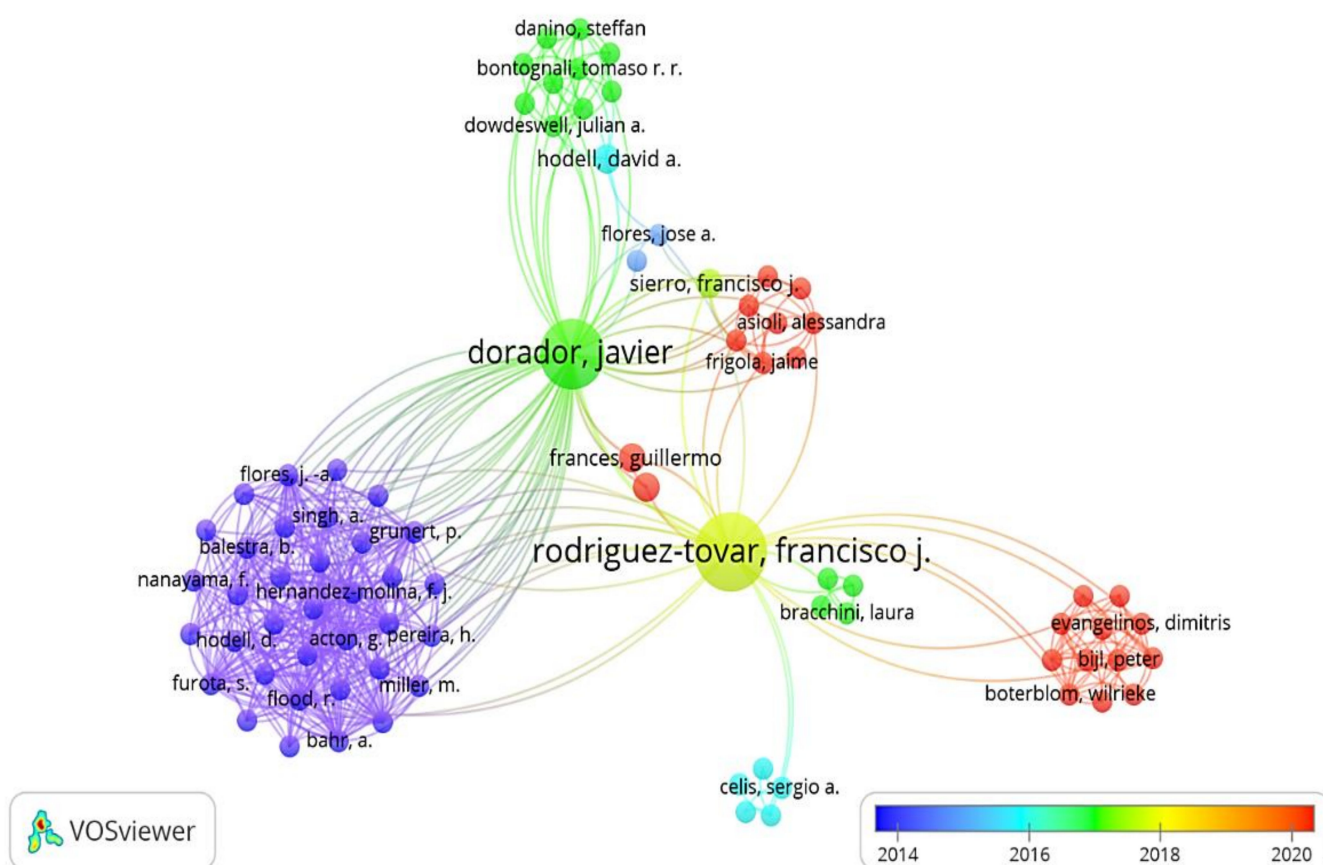 danino, steffan
bontognali, tomaso r. r.
dowdeswell, julian a.
hodell, david a.
flores, jose a.
sierro, francisco j.
asioli, alessandra
dorador, javier
frigola, jaime
frances, guillermo
flores, j. -a.
singh, a.
grunert, p.
balestra, b.
rodriguez-tovar, francisco j.
nanayama, f.
hernandez-molina, f. j.
bracchini, laura
evangelinos, dimitris
hodell, d.
acton, g.
pereira, h.
bijl, peter
furota, s.
flood, r.
miller, m.
boterblom, wilrieke
bahr, a.
celis, sergio a.
VOSviewer
2014 2016 2018 2020